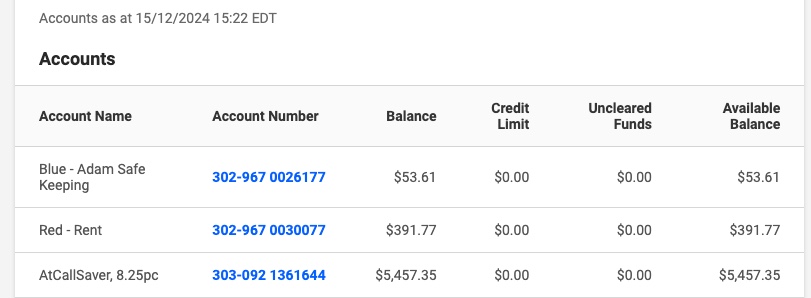 Accounts as at 15/12/2024 15:22 EDT
Accounts
Account Name Account Number Balance Credit Limit Uncleared Funds Available Balance
Blue - Adam Safe Keeping 302-967 0026177 $53.61 $0.00 $0.00 $53.61
Red - Rent 302-967 0030077 $391.77 $0.00 $0.00 $391.77
AtCallSaver, 8.25pc 303-092 1361644 $5,457.35 $0.00 $0.00 $5,457.35